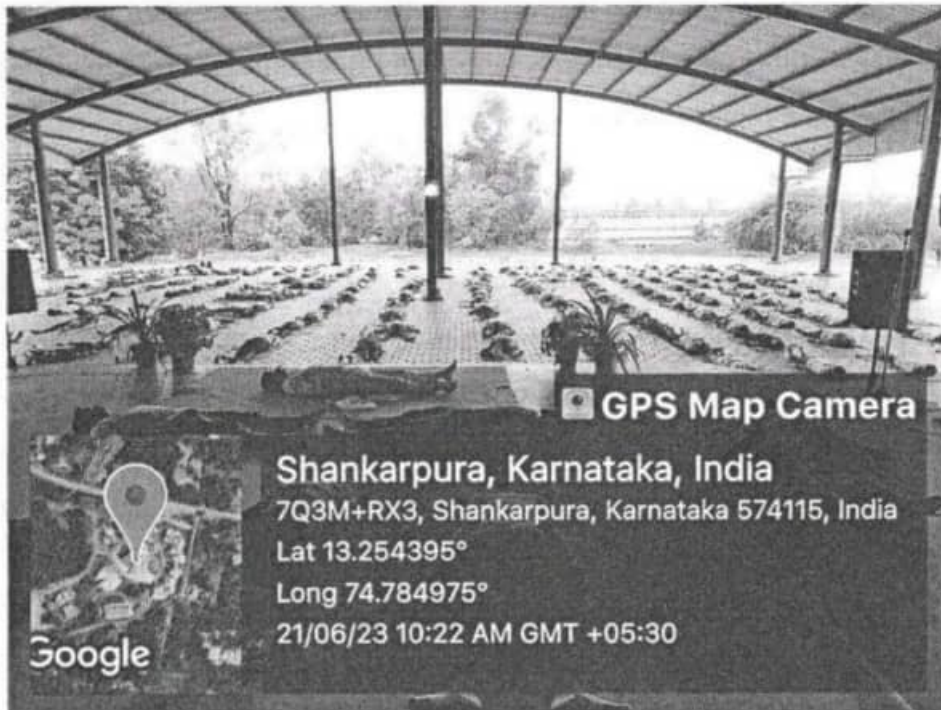 GPS Map Camera
Shankarpura, Karnataka, India
7Q3M+RX3, Shankarpura, Karnataka 574115, India
Lat 13.254395°
Long 74.784975°
21/06/23 10:22 AM GMT +05:30
Google